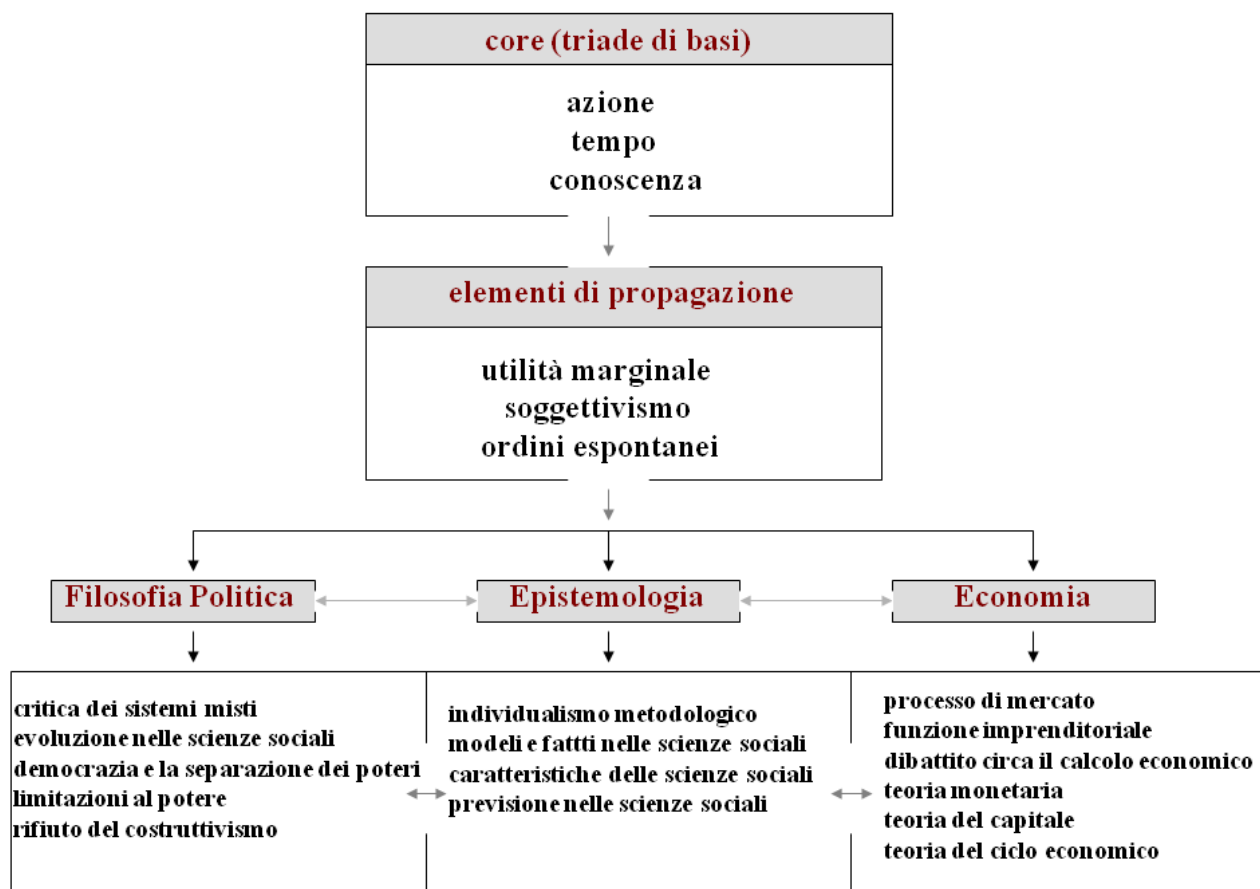 core (triade di basi)
azione
tempo
conoscenza
elementi di propagazione
utilità marginale
soggettivismo
ordini espontanei
Filosofia Politica
Epistemologia
Economia
critica dei sistemi misti
evoluzione nelle scienze sociali
democrazia e la separazione dei poteri
limitazioni al potere
rifiuto del costruttivismo
individualismo metodologico
modeli e fattti nelle scienze sociali
caratteristiche delle scienze sociali
previsione nelle scienze sociali
processo di mercato
funzione imprenditoriale
dibattito circa il calcolo economico
teoria monetaria
teoria del capitale
teoria del ciclo economico